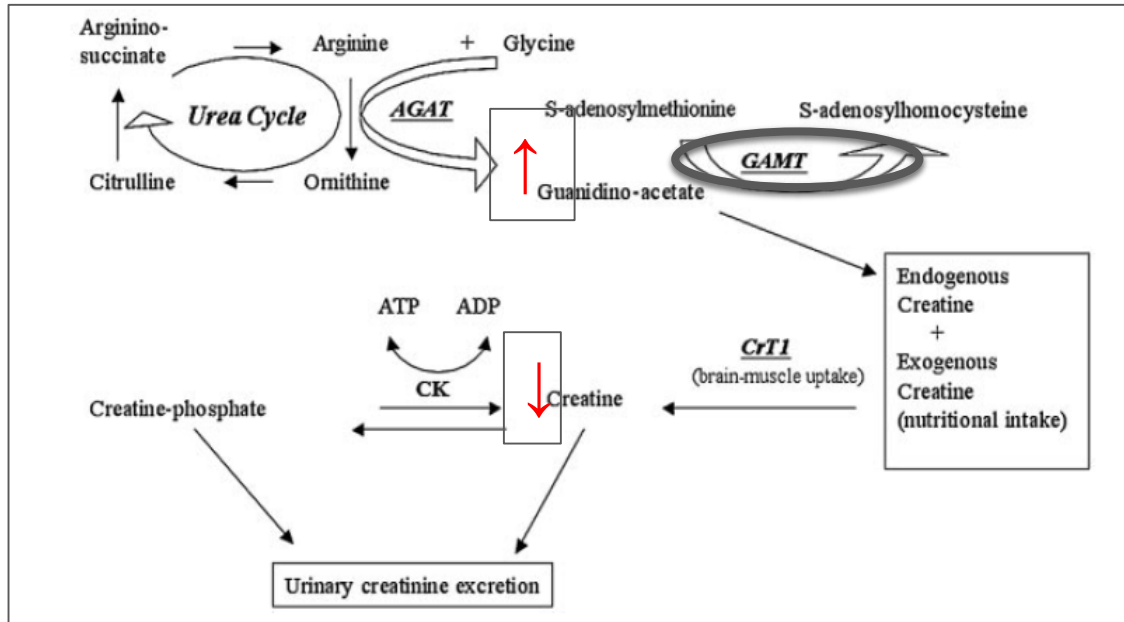 Arginino-
succinate
Arginine
+
Glycine
Urea Cycle
AGAT
S-adenosylmethionine
S-adenosylhomocysteine
GAMT
Citrulline
Ornithine
Guanidino-acetate
Endogenous
Creatine
+
Exogenous
Creatine
(nutritional intake)
ATP
ADP
CK
CrT1
(brain-muscle uptake)
Creatine-phosphate
Creatine
Urinary creatinine excretion